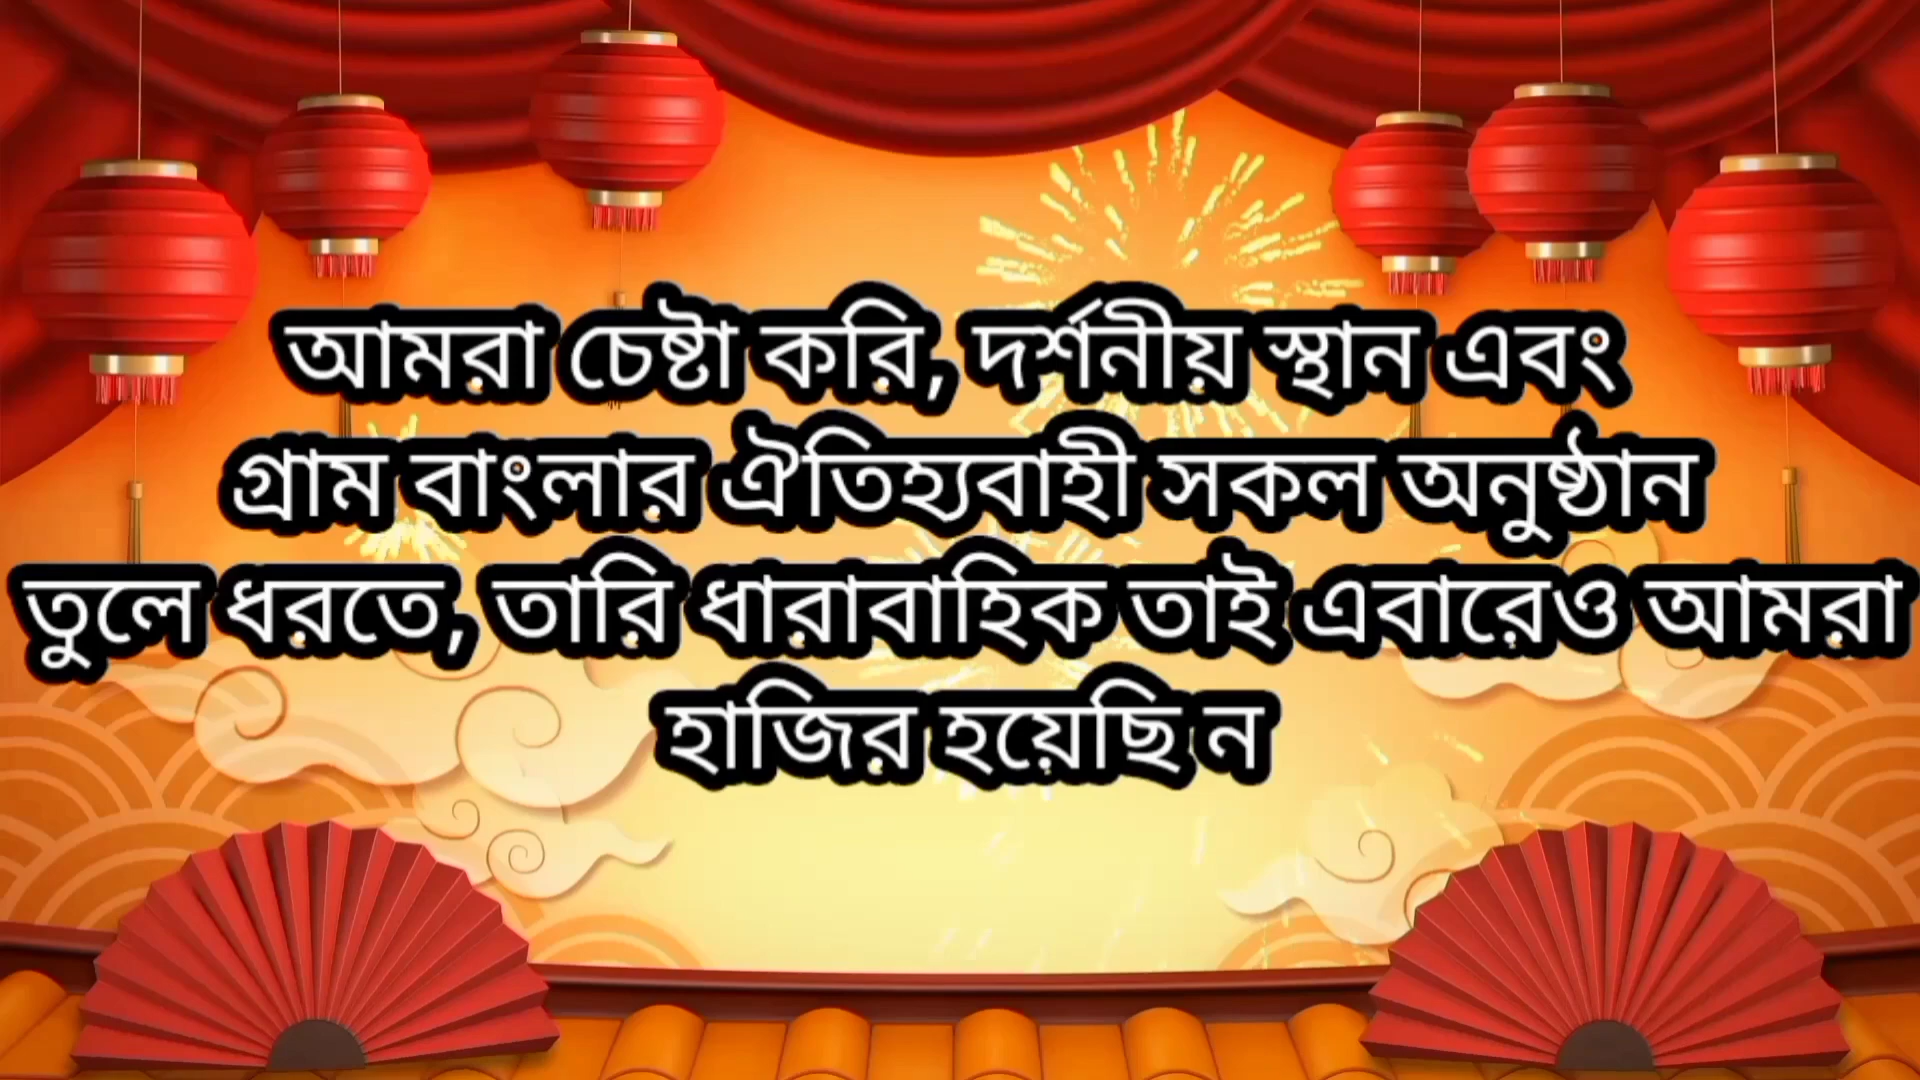 আমরা চেষ্টা করি, দর্শনীয় স্থান এবং
গ্রাম বাংলার ঐতিহ্যবাহী সকল অনুষ্ঠান
তুলে ধরতে, তারি ধারাবাহিক তাই এবারেও আমরা
হাজির হয়েছি ন